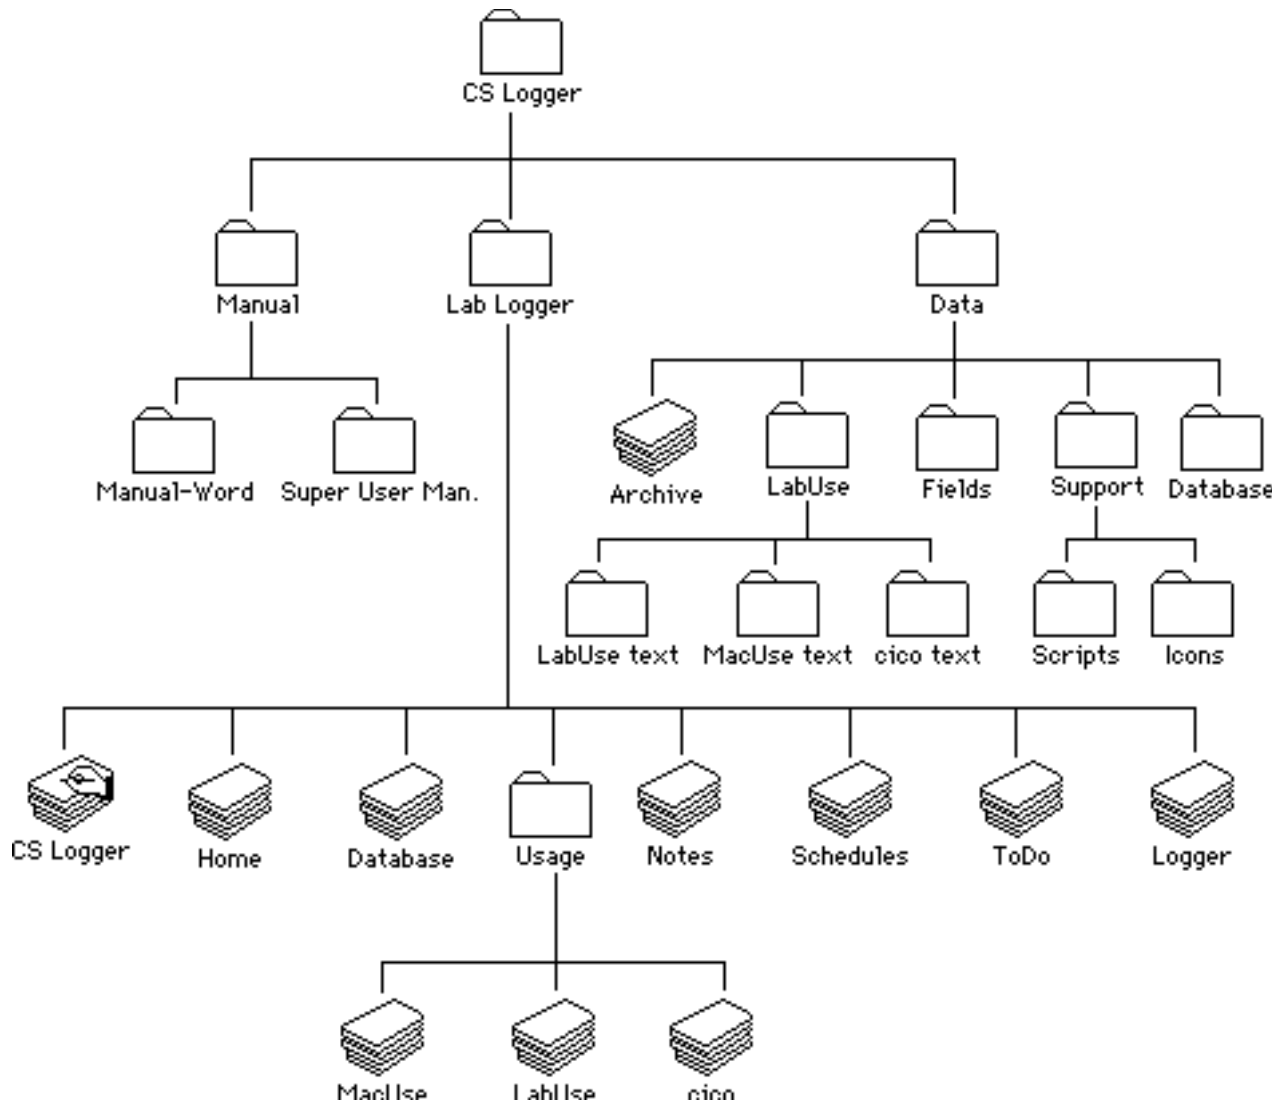 CS Logger
Manual
Lab Logger
Data
Manual-Word
Super User Man.
Archive
LabUse
Fields
Support
Database
LabUse text
MacUse text
cico text
Scripts
Icons
CS Logger
Home
Database
Usage
Notes
Schedules
ToDo
Logger
MacUse
LabUse
cico